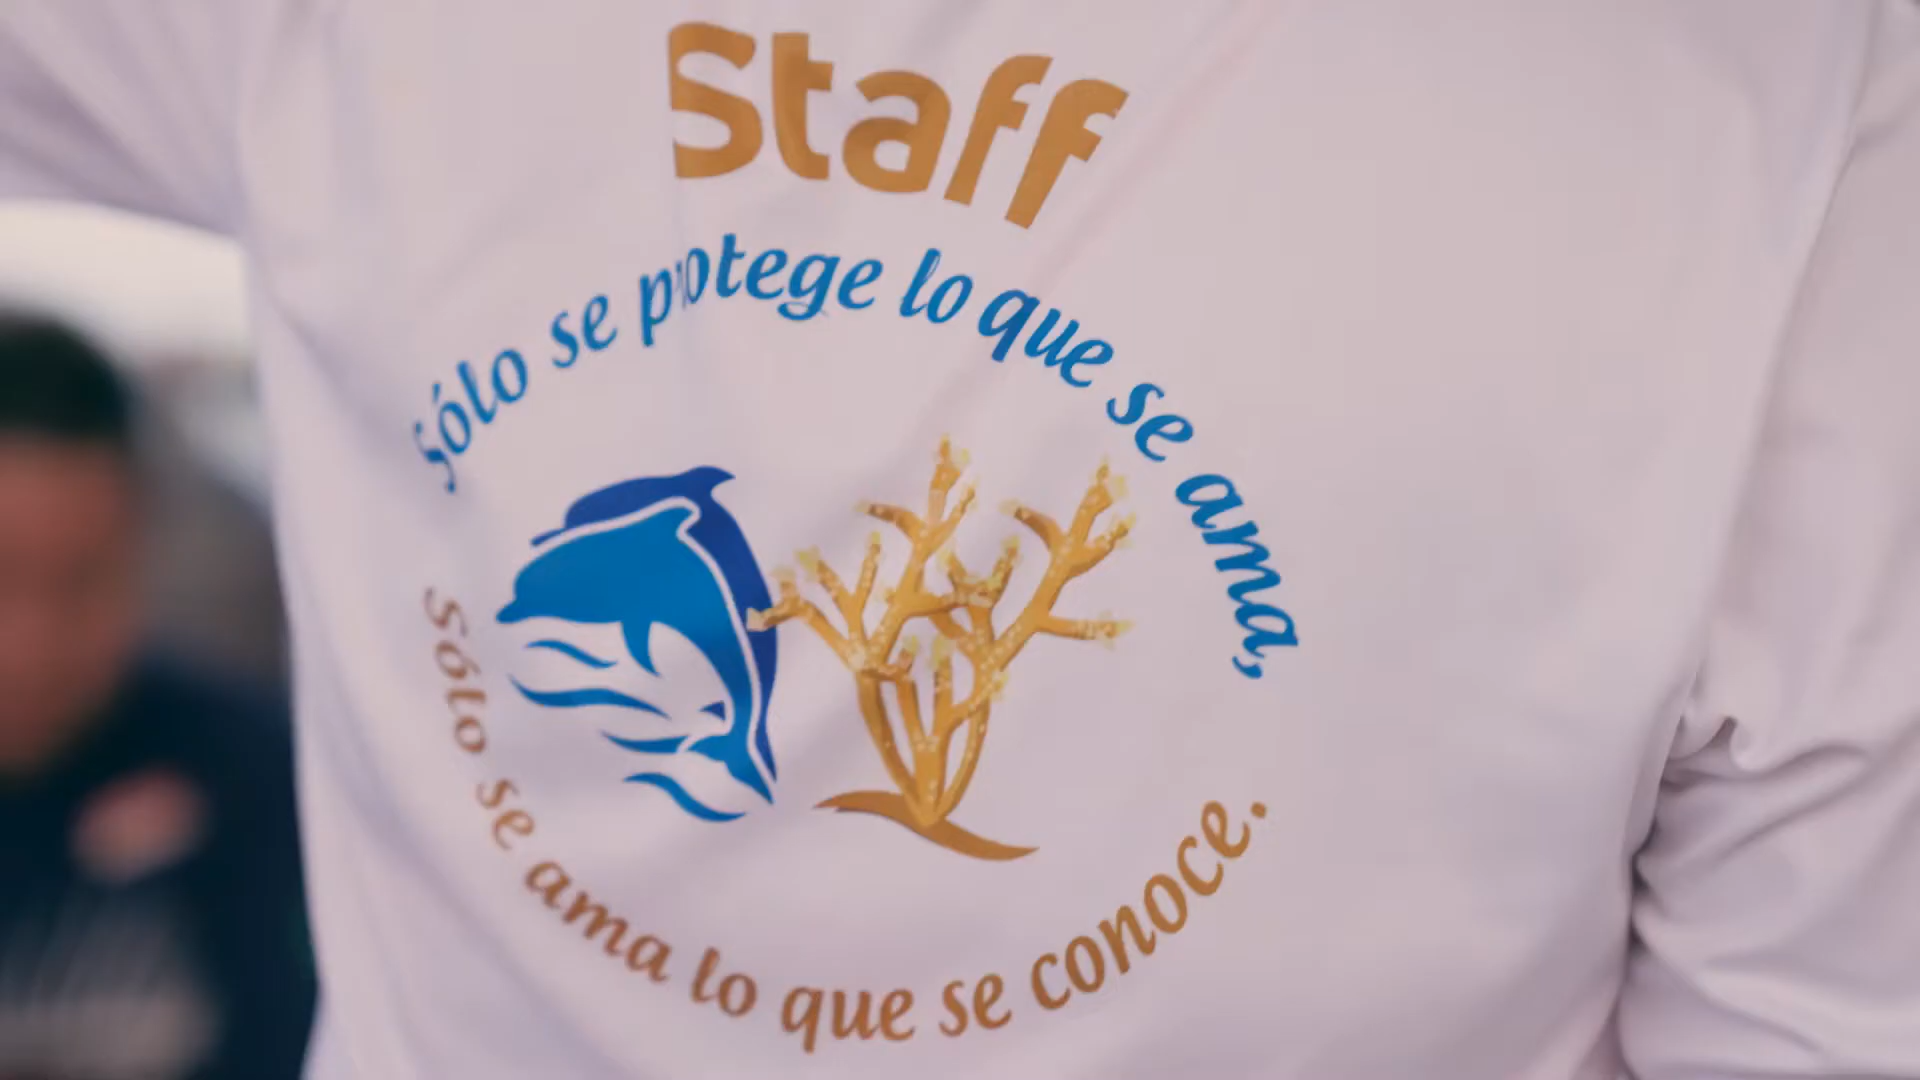 Staff
Sólo se protege lo que se ama,
Sólo se ama lo que se conoce.